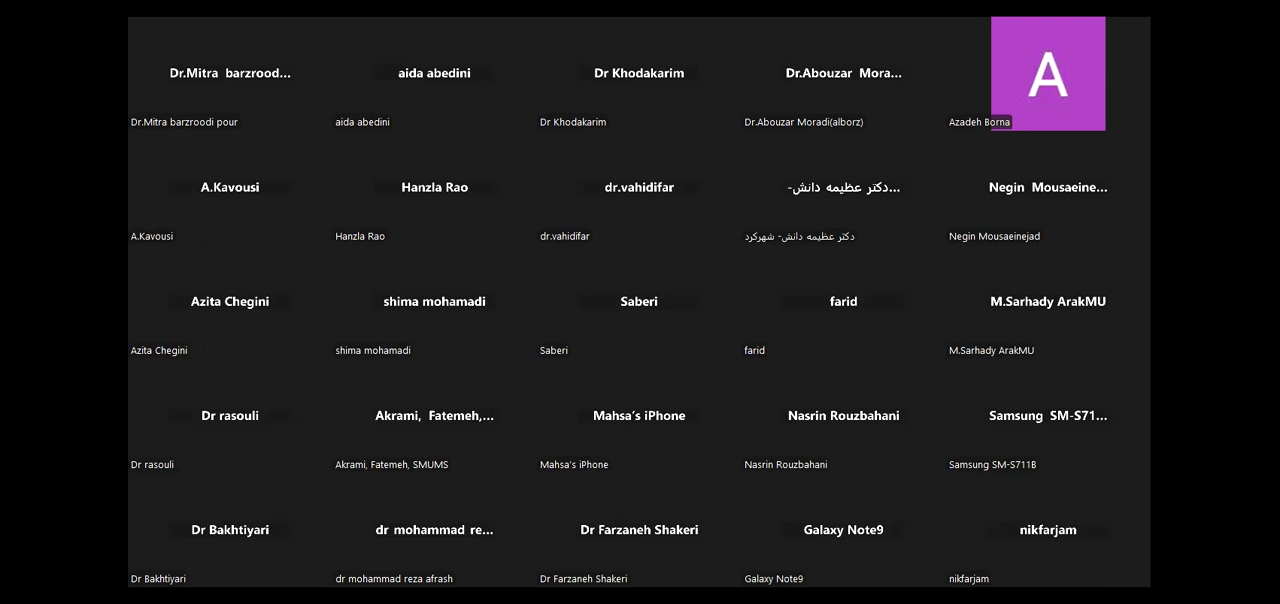 Dr.Mitra barzrood...
aida abedini
Dr Khodakarim
Dr.Abouzar Mora...
A
Dr.Mitra barzroodi pour
aida abedini
Dr Khodakarim
Dr.Abouzar Moradi(alborz)
Azadeh Borna
A.Kavousi
Hanzla Rao
dr.vahidifar
دکتر عظیمه دانش-...
Negin Mousaeine...
A.Kavousi
Hanzla Rao
dr.vahidifar
دکتر عظیمه دانش- شهرکرد
Negin Mousaeinejad
Azita Chegini
shima mohamadi
Saberi
farid
M.Sarhady ArakMU
Azita Chegini
shima mohamadi
Saberi
farid
M.Sarhady ArakMU
Dr rasouli
Akrami, Fatemeh,...
Mahsa's iPhone
Nasrin Rouzbahani
Samsung SM-S71...
Dr rasouli
Akrami, Fatemeh, SMUMS
Mahsa's iPhone
Nasrin Rouzbahani
Samsung SM-S711B
Dr Bakhtiyari
dr mohammad re...
Dr Farzaneh Shakeri
Galaxy Note9
nikfarjam
Dr Bakhtiyari
dr mohammad reza afrash
Dr Farzaneh Shakeri
Galaxy Note9
nikfarjam